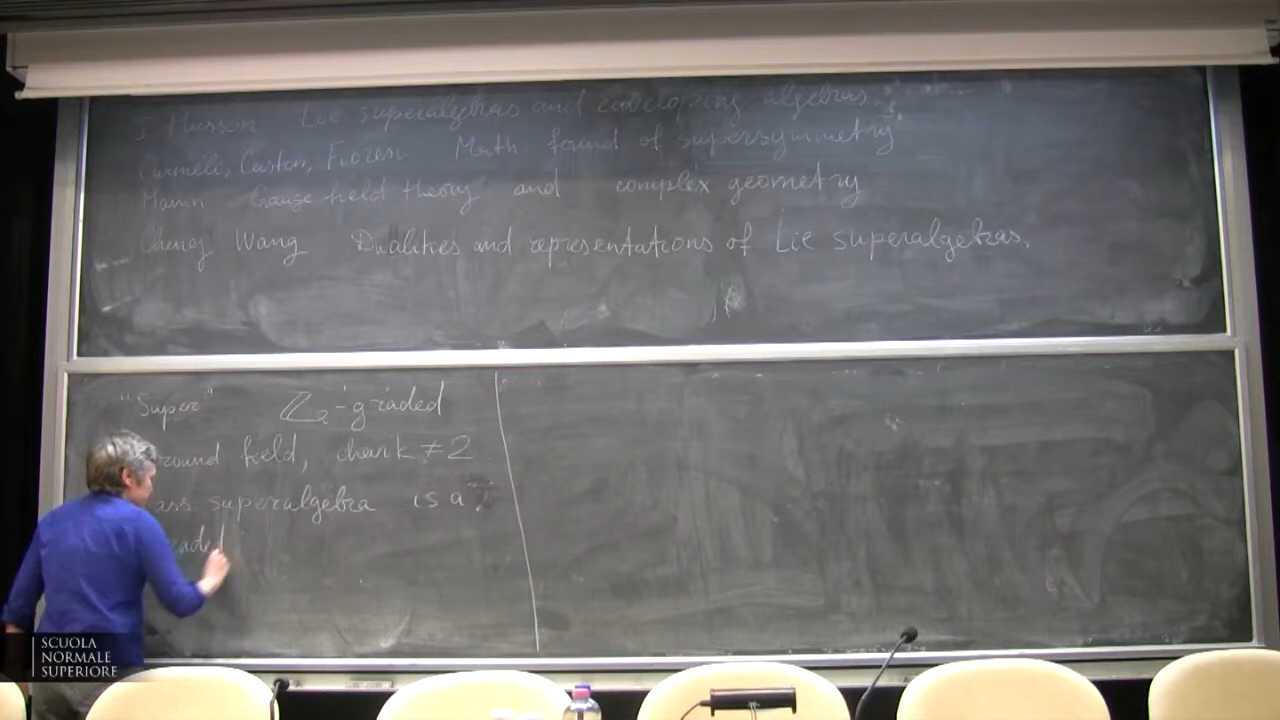 I. Musson Lie superalgebras and enveloping algebras
Carmeli, Caston, Fioresi Math found of supersymmetry
Manin Gauge field theory and complex geometry
Cheng Wang Dualities and representations of Lie superalgebras.
"Super" ℤ₂-graded
round field, char k ≠ 2
ass superalgebra is a
raded
SCUOLA
NORMALE
SUPERIORE